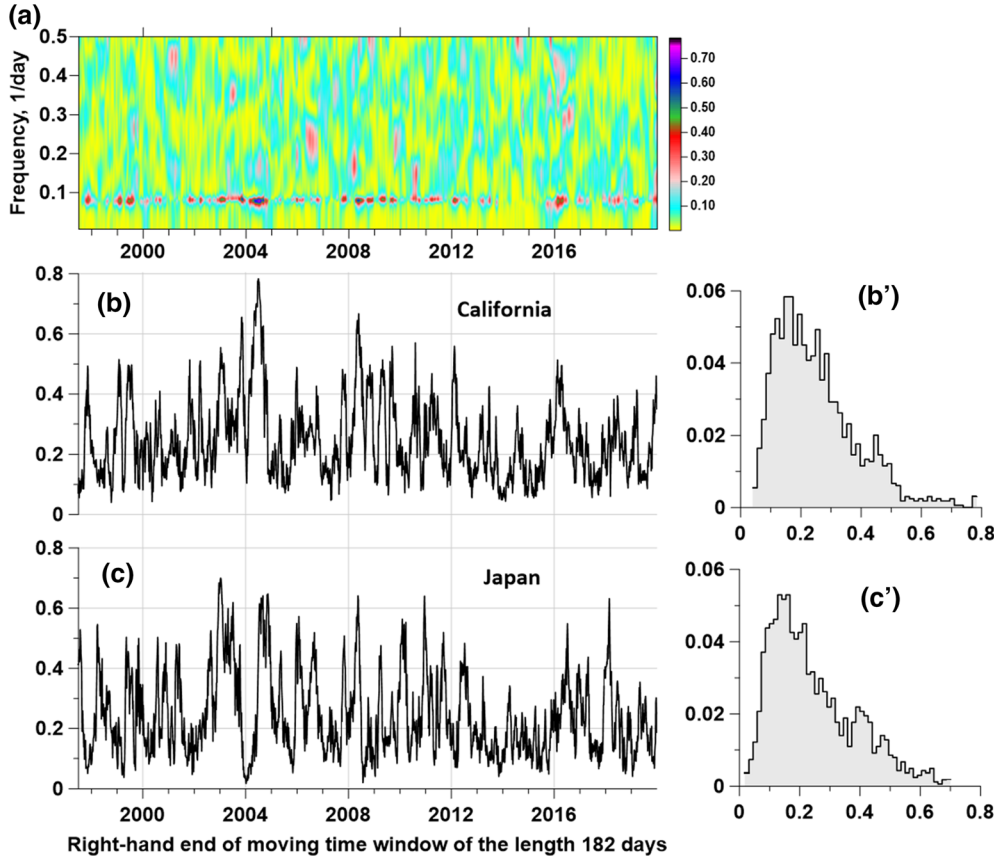 (a)
Frequency, 1/day
0.5
0.4
0.3
0.2
0.1
0.70
0.60
0.50
0.40
0.30
0.20
0.10
2000 2004 2008 2012 2016
(b)
California
0.8
0.6
0.4
0.2
0
(b’)
0.06
0.04
0.02
0
0 0.2 0.4 0.6 0.8
(c)
Japan
0.8
0.6
0.4
0.2
0
2000 2004 2008 2012 2016
(c’)
0.06
0.04
0.02
0
0 0.2 0.4 0.6 0.8
Right-hand end of moving time window of the length 182 days